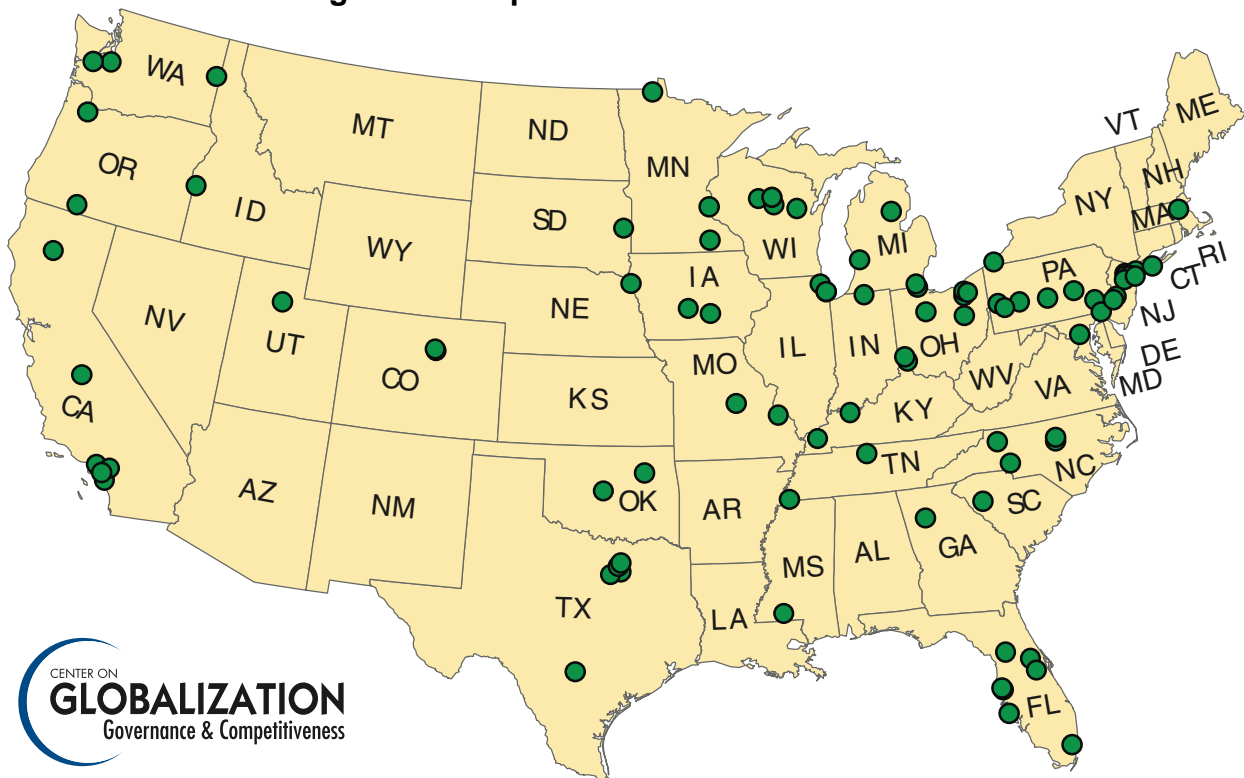 WA
MT
ND
MN
VT
ME
OR
ID
SD
WI
MI
NY
NH
MA
WY
IA
PA
RI
CT
NE
NV
UT
IL
IN
OH
NJ
CO
MO
WV
VA
DE
MD
CA
KS
KY
NC
AZ
NM
OK
AR
TN
SC
TX
LA
MS
AL
GA
FL
CENTER ON
GLOBALIZATION
Governance & Competitiveness